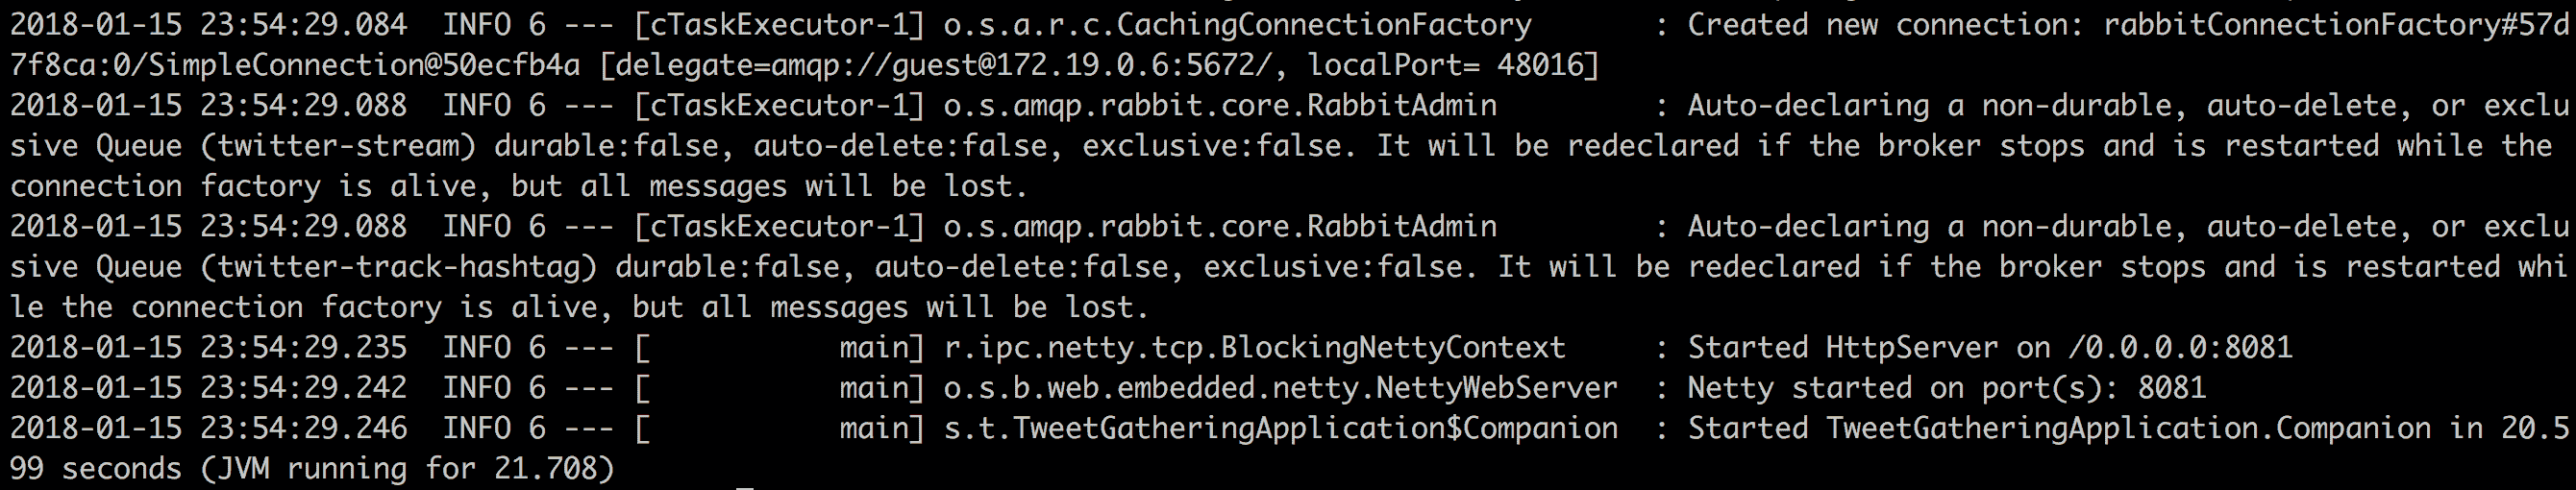 2018-01-15 23:54:29.084  INFO 6 --- [cTaskExecutor-1] o.s.a.r.c.CachingConnectionFactory       : Created new connection: rabbitConnectionFactory#57d
7f8ca:0/SimpleConnection@50ecfb4a [delegate=amqp://guest@172.19.0.6:5672/, localPort= 48016]
2018-01-15 23:54:29.088  INFO 6 --- [cTaskExecutor-1] o.s.amqp.rabbit.core.RabbitAdmin         : Auto-declaring a non-durable, auto-delete, or exclu
sive Queue (twitter-stream) durable:false, auto-delete:false, exclusive:false. It will be redeclared if the broker stops and is restarted while the
connection factory is alive, but all messages will be lost.
2018-01-15 23:54:29.088  INFO 6 --- [cTaskExecutor-1] o.s.amqp.rabbit.core.RabbitAdmin         : Auto-declaring a non-durable, auto-delete, or exclu
sive Queue (twitter-track-hashtag) durable:false, auto-delete:false, exclusive:false. It will be redeclared if the broker stops and is restarted whi
le the connection factory is alive, but all messages will be lost.
2018-01-15 23:54:29.235  INFO 6 --- [           main] r.ipc.netty.tcp.BlockingNettyContext     : Started HttpServer on /0.0.0.0:8081
2018-01-15 23:54:29.242  INFO 6 --- [           main] o.s.b.web.embedded.netty.NettyWebServer  : Netty started on port(s): 8081
2018-01-15 23:54:29.246  INFO 6 --- [           main] s.t.TweetGatheringApplication$Companion  : Started TweetGatheringApplication.Companion in 20.5
99 seconds (JVM running for 21.708)